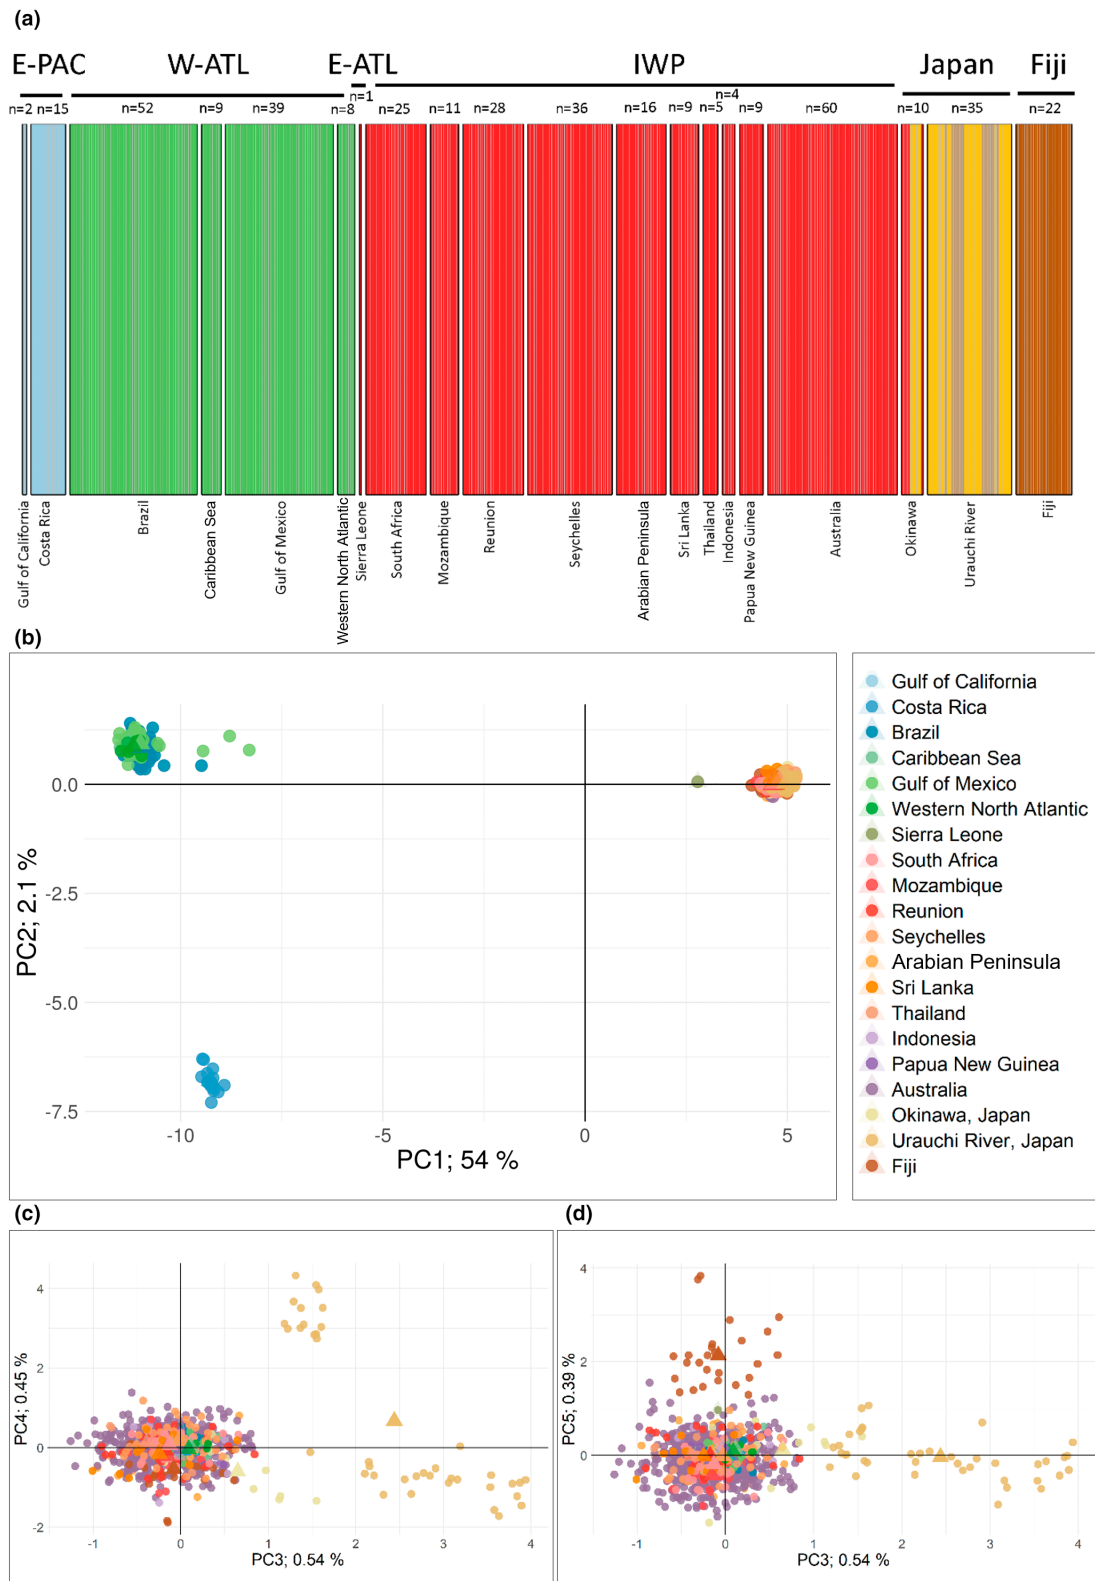 (a)
E-PAC W-ATL E-ATL IWP Japan Fiji
n=2 n=15 n=52 n=9 n=39 n=8 n=1 n=25 n=11 n=28 n=36 n=16 n=9 n=5 n=4 n=9 n=60 n=10 n=35 n=22
Gulf of California
Costa Rica
Brazil
Caribbean Sea
Gulf of Mexico
Western North Atlantic
Sierra Leone
South Africa
Mozambique
Reunion
Seychelles
Arabian Peninsula
Sri Lanka
Thailand
Indonesia
Papua New Guinea
Australia
Okinawa
Urauchi River
Fiji
(b)
PC2; 2.1 %
0.0
-2.5
-5.0
-7.5
-10 -5 0 5
PC1; 54 %
Gulf of California
Costa Rica
Brazil
Caribbean Sea
Gulf of Mexico
Western North Atlantic
Sierra Leone
South Africa
Mozambique
Reunion
Seychelles
Arabian Peninsula
Sri Lanka
Thailand
Indonesia
Papua New Guinea
Australia
Okinawa, Japan
Urauchi River, Japan
Fiji
(c)
PC4; 0.45 %
4
2
0
-2
-1 0 1 2 3 4
PC3; 0.54 %
(d)
PC5; 0.39 %
4
2
0
-1 0 1 2 3 4
PC3; 0.54 %